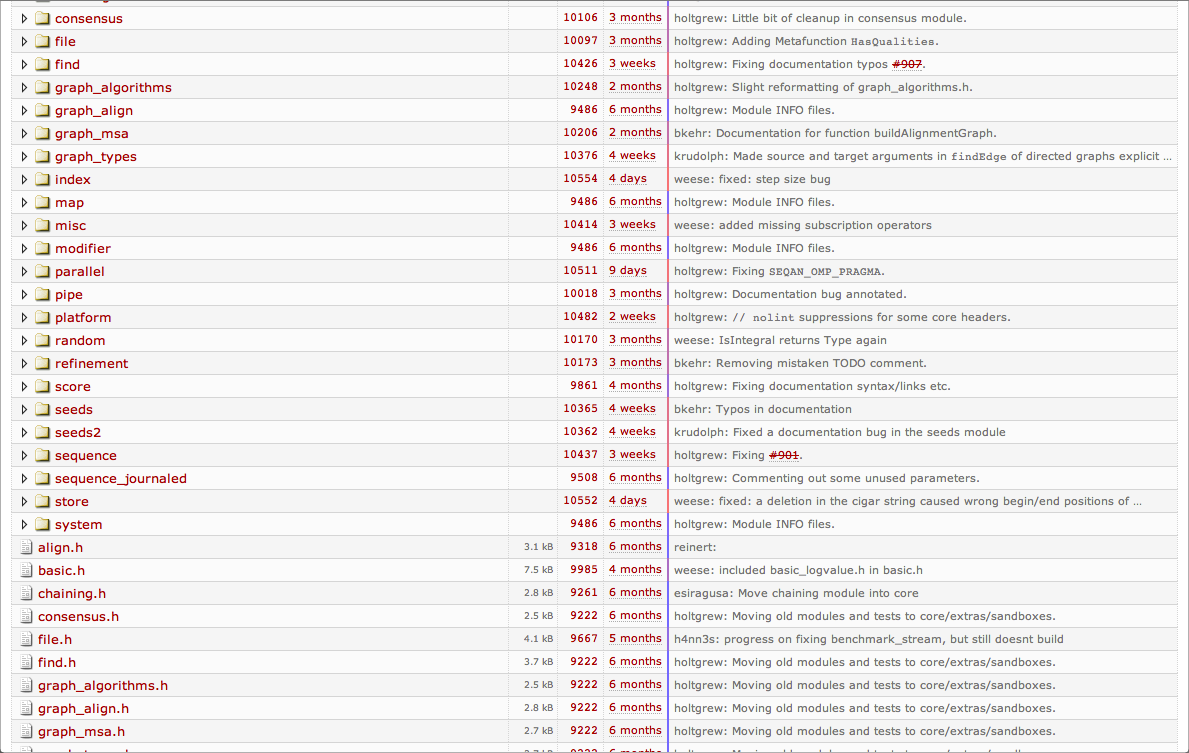 consensus 10106 3 months holtgrew: Little bit of cleanup in consensus module.
file 10097 3 months holtgrew: Adding Metafunction HasQualities.
find 10426 3 weeks holtgrew: Fixing documentation typos #907.
graph_algorithms 10248 2 months holtgrew: Slight reformatting of graph_algorithms.h.
graph_align 9486 6 months holtgrew: Module INFO files.
graph_msa 10206 2 months bkehr: Documentation for function buildAlignmentGraph.
graph_types 10376 4 weeks krudolph: Made source and target arguments in findEdge of directed graphs explicit …
index 10554 4 days weese: fixed: step size bug
map 9486 6 months holtgrew: Module INFO files.
misc 10414 3 weeks weese: added missing subscription operators
modifier 9486 6 months holtgrew: Module INFO files.
parallel 10511 9 days holtgrew: Fixing SEQAN_OMP_PRAGMA.
pipe 10018 3 months holtgrew: Documentation bug annotated.
platform 10482 2 weeks holtgrew: // nolint suppressions for some core headers.
random 10170 3 months weese: IsIntegral returns Type again
refinement 10173 3 months bkehr: Removing mistaken TODO comment.
score 9861 4 months holtgrew: Fixing documentation syntax/links etc.
seeds 10365 4 weeks bkehr: Typos in documentation
seeds2 10362 4 weeks krudolph: Fixed a documentation bug in the seeds module
sequence 10437 3 weeks holtgrew: Fixing #901.
sequence_journaled 9508 6 months holtgrew: Commenting out some unused parameters.
store 10552 4 days weese: fixed: a deletion in the cigar string caused wrong begin/end positions of …
system 9486 6 months holtgrew: Module INFO files.
align.h 3.1 kB 9318 6 months reinert:
basic.h 7.5 kB 9985 4 months weese: included basic_logvalue.h in basic.h
chaining.h 2.8 kB 9261 6 months esiragusa: Move chaining module into core
consensus.h 2.5 kB 9222 6 months holtgrew: Moving old modules and tests to core/extras/sandboxes.
file.h 4.1 kB 9667 5 months h4nn3s: progress on fixing benchmark_stream, but still doesnt build
find.h 3.7 kB 9222 6 months holtgrew: Moving old modules and tests to core/extras/sandboxes.
graph_algorithms.h 2.5 kB 9222 6 months holtgrew: Moving old modules and tests to core/extras/sandboxes.
graph_align.h 2.8 kB 9222 6 months holtgrew: Moving old modules and tests to core/extras/sandboxes.
graph_msa.h 2.7 kB 9222 6 months holtgrew: Moving old modules and tests to core/extras/sandboxes.